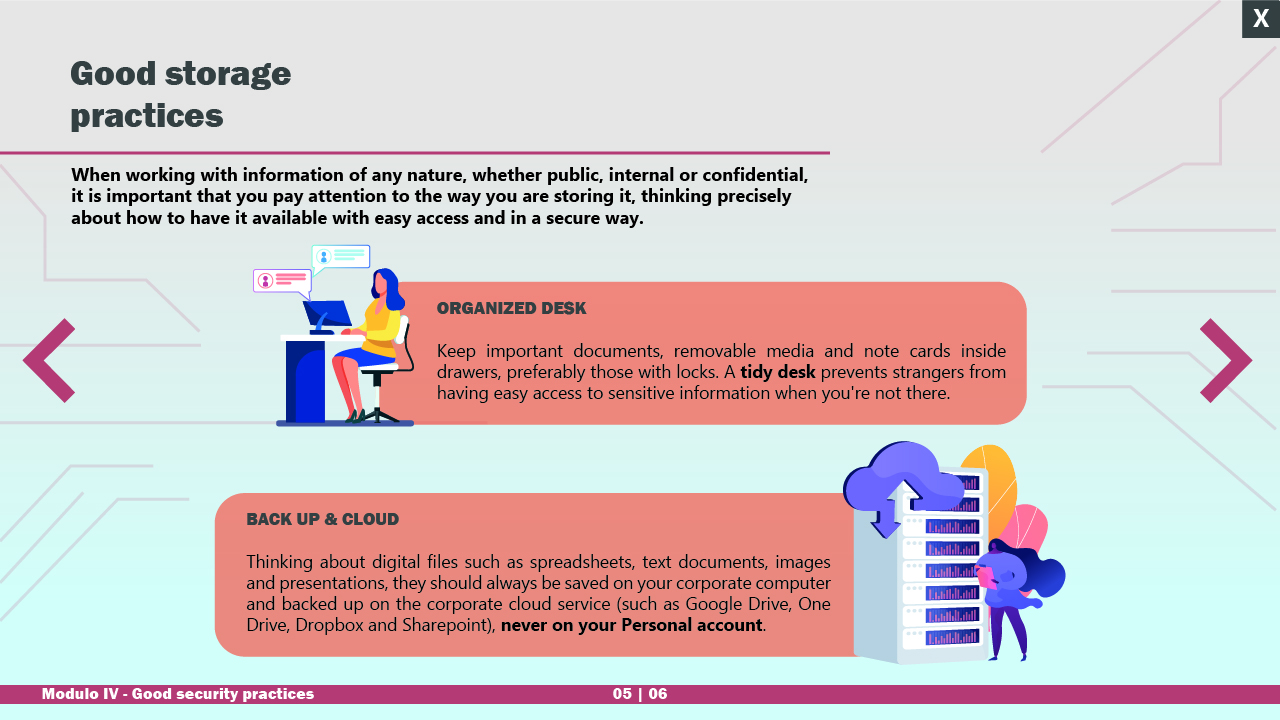 X
Good storage
practices
When working with information of any nature, whether public, internal or confidential,
it is important that you pay attention to the way you are storing it, thinking precisely
about how to have it available with easy access and in a secure way.
ORGANIZED DESK
Keep important documents, removable media and note cards inside
drawers, preferably those with locks. A tidy desk prevents strangers from
having easy access to sensitive information when you're not there.
BACK UP & CLOUD
Thinking about digital files such as spreadsheets, text documents, images
and presentations, they should always be saved on your corporate computer
and backed up on the corporate cloud service (such as Google Drive, One
Drive, Dropbox and Sharepoint), never on your Personal account.
Modulo IV - Good security practices
05 | 06